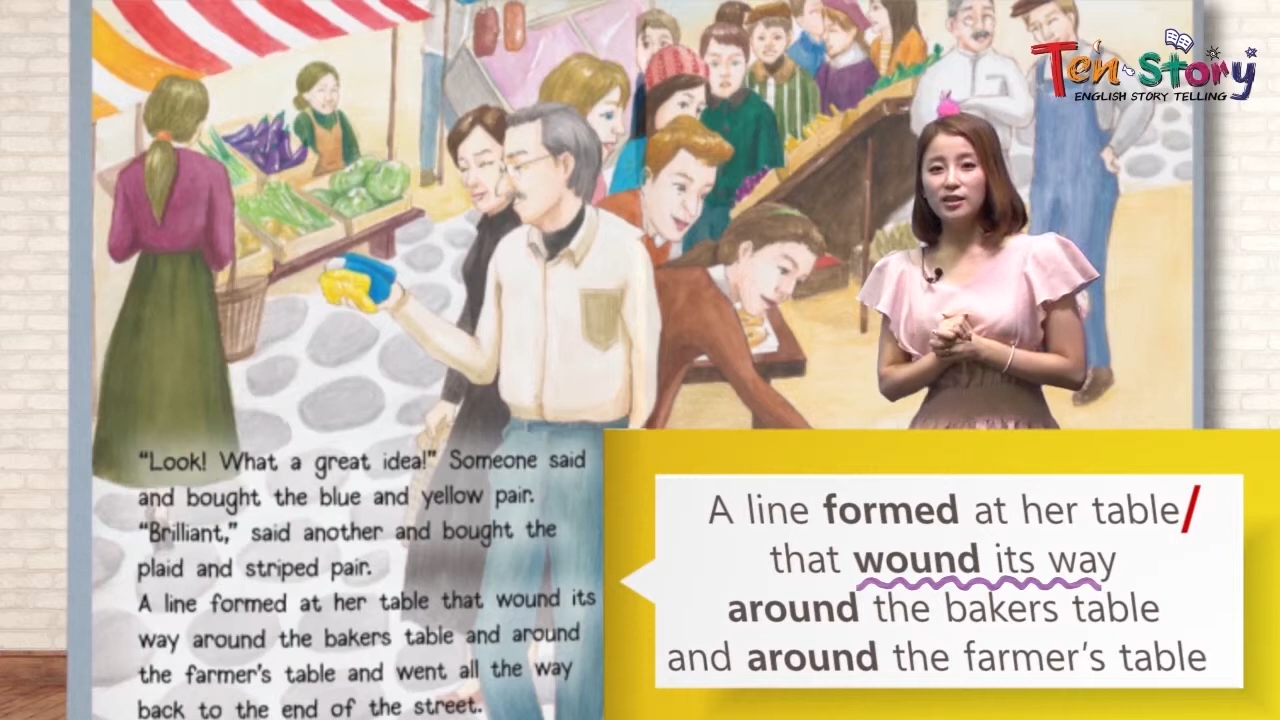 Ten Story
ENGLISH STORY TELLING
“Look! What a great idea!” Someone said
and bought the blue and yellow pair.
“Brilliant,” said another and bought the
plaid and striped pair.
A line formed at her table that wound its
way around the bakers table and around
the farmer's table and went all the way
back to the end of the street.
A line formed at her table/
that wound its way
around the bakers table
and around the farmer's table